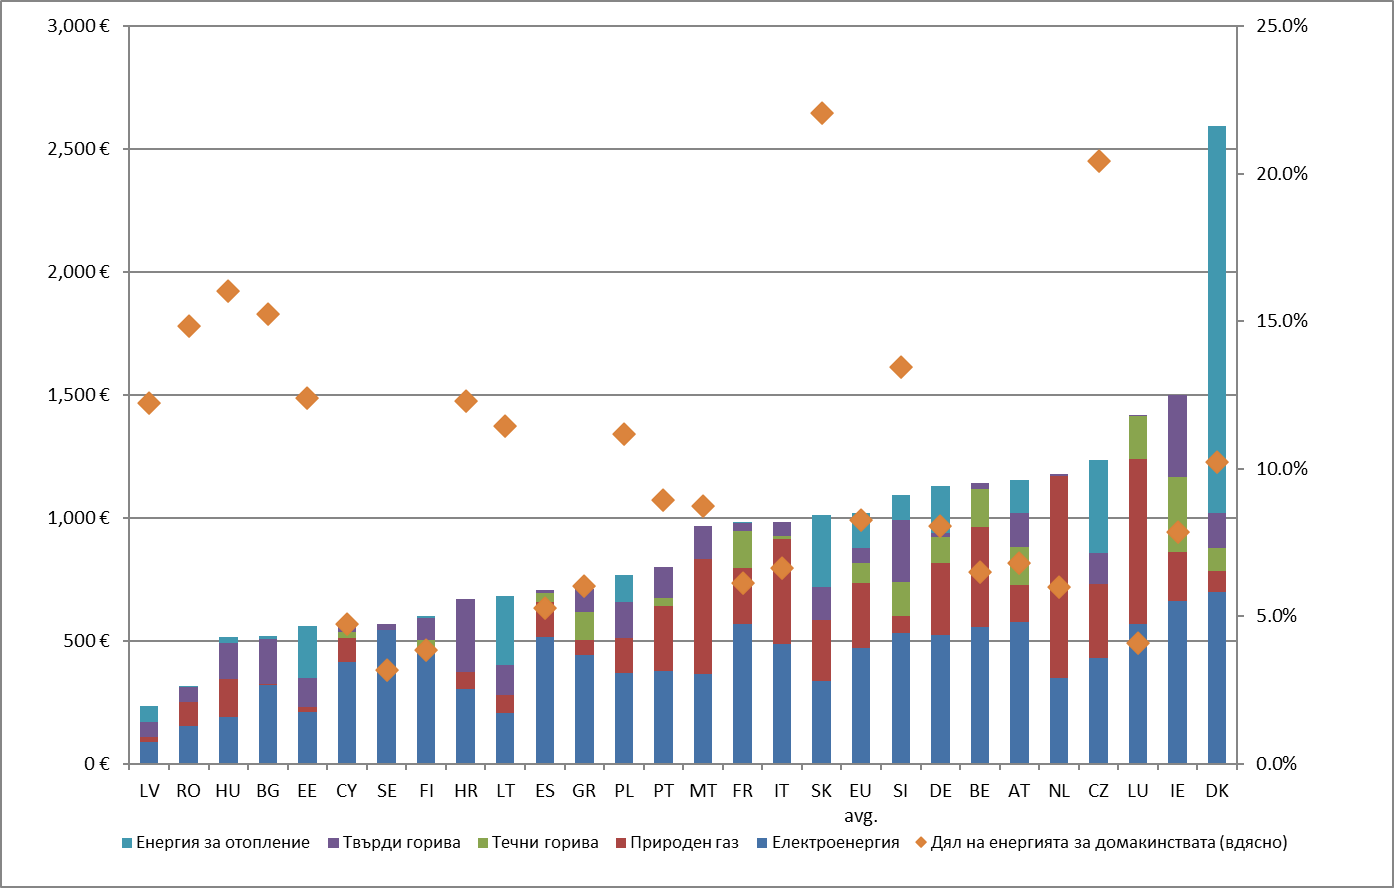 3,000 € 25.0%
2,500 € 20.0%
2,000 € 15.0%
1,500 € 10.0%
1,000 € 5.0%
500 € 0.0%
0 €
LV RO HU BG EE CY SE FI HR LT ES GR PL PT MT FR IT SK EU avg. SI DE BE AT NL CZ LU IE DK
Енергия за отопление Твърди горива Течни горива Природен газ Електроенергия Дял на енергията за домакинствата (вдясно)